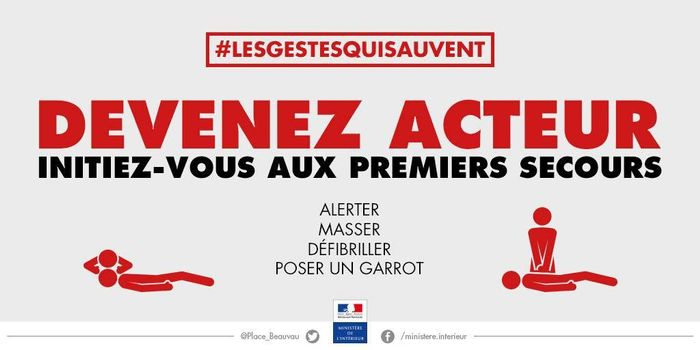 #LESGESTESQUISAUVENT
DEVENEZ ACTEUR
INITIEZ-VOUS AUX PREMIERS SECOURS
ALERTER
MASSER
DÉFIBRILLER
POSER UN GARROT
MINISTÈRE
DE L'INTÉRIEUR
@Place_Beauvau
/ministere.interieur